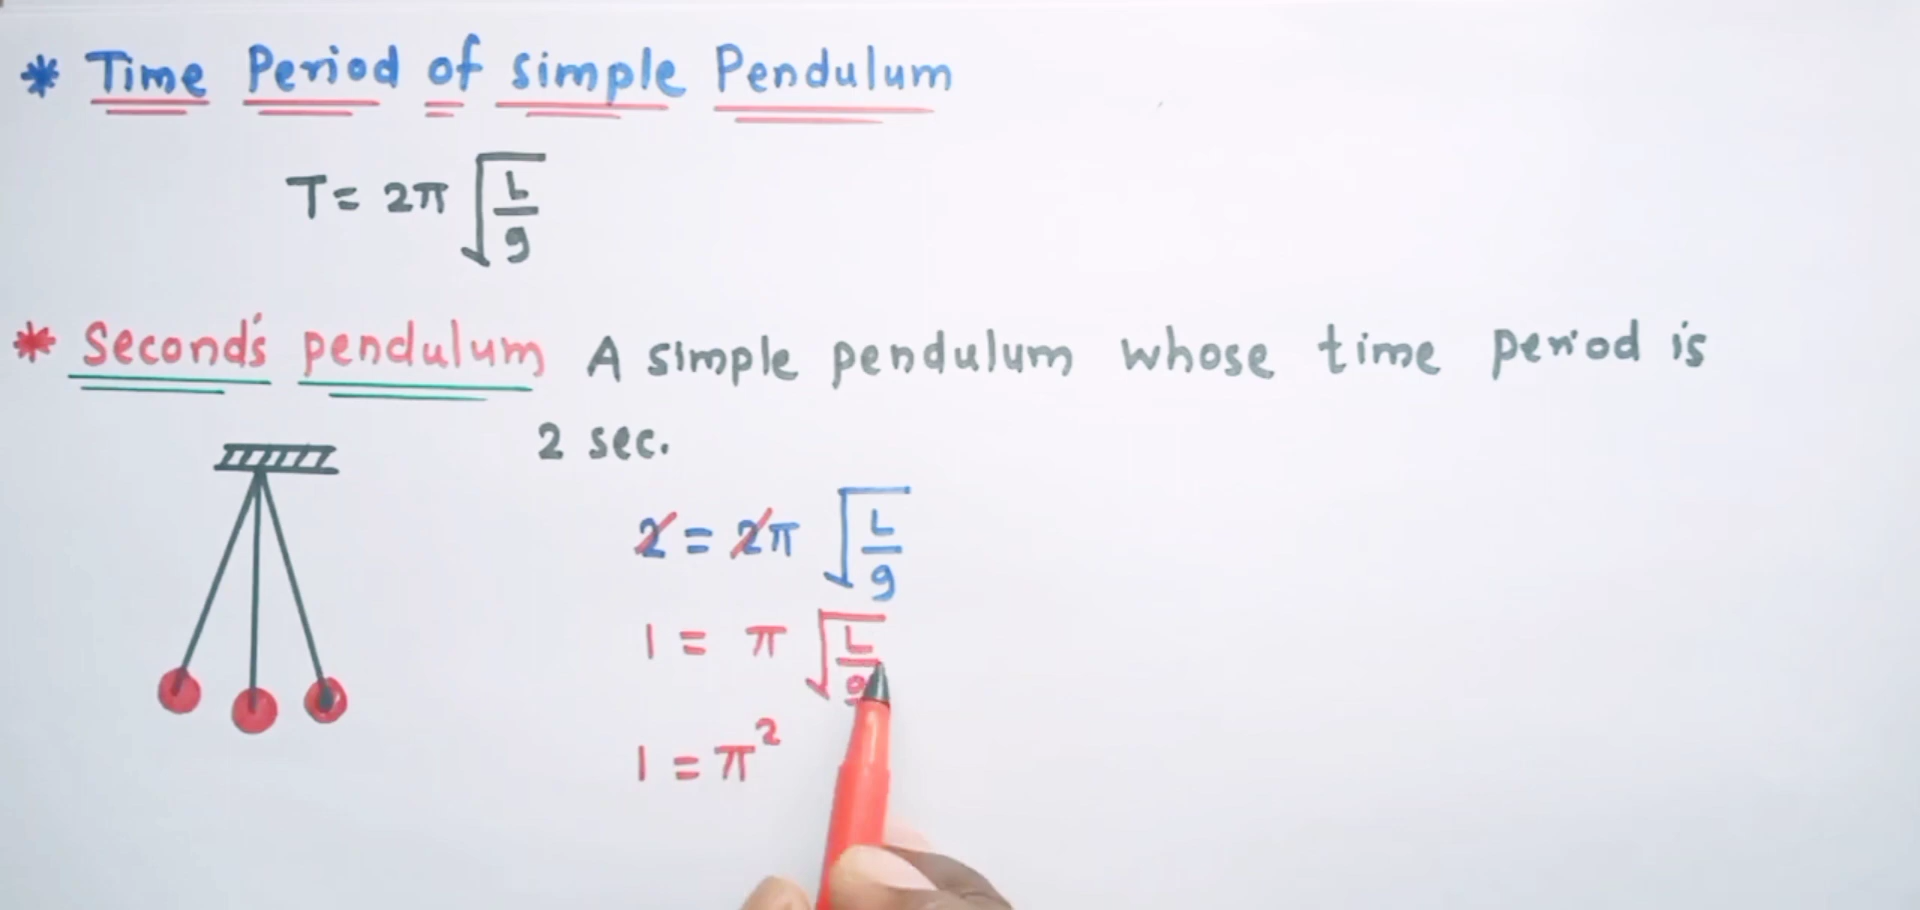 * Time Period of simple Pendulum
T = 2π √(L/g)
* Second's pendulum A simple pendulum whose time period is
2 sec.
2 = 2π √(L/g)
1 = π √(L/g)
1 = π²